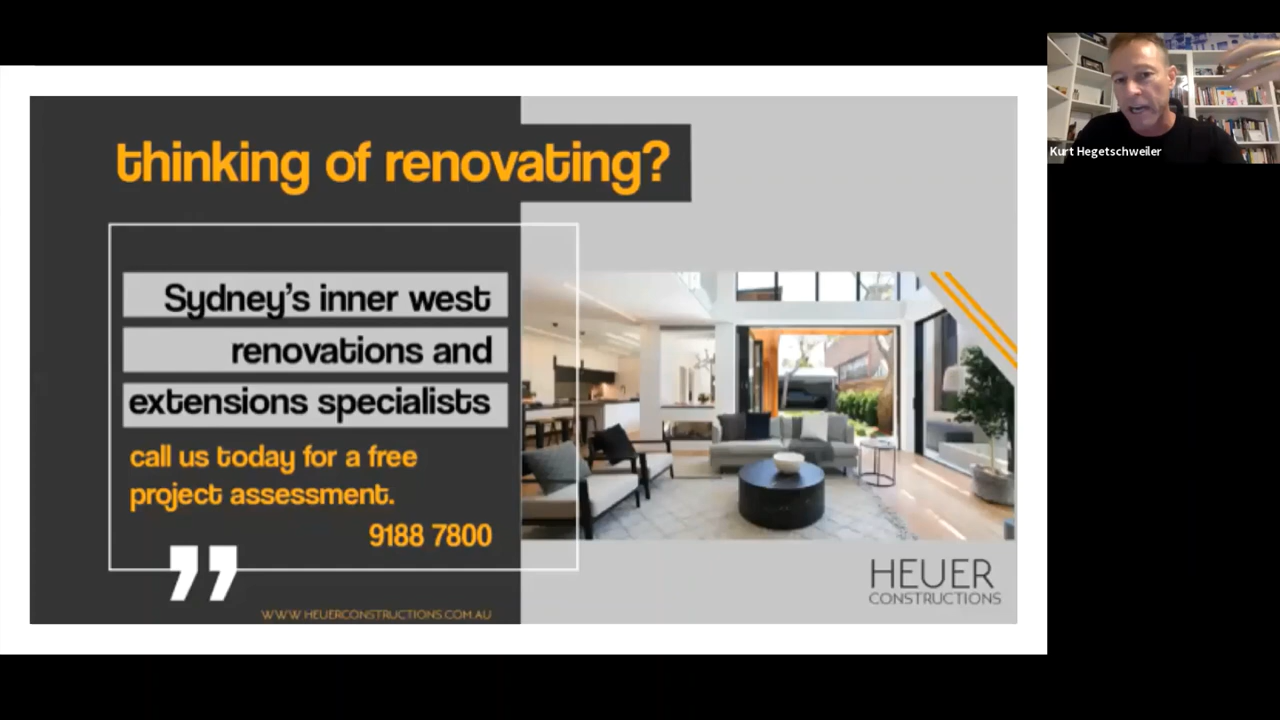 thinking of renovating?
Sydney's inner west
renovations and
extensions specialists
call us today for a free
project assessment.
9188 7800
WWW.HEUERCONSTRUCTIONS.COM.AU
HEUER
CONSTRUCTIONS
Kurt Hegetschweiler